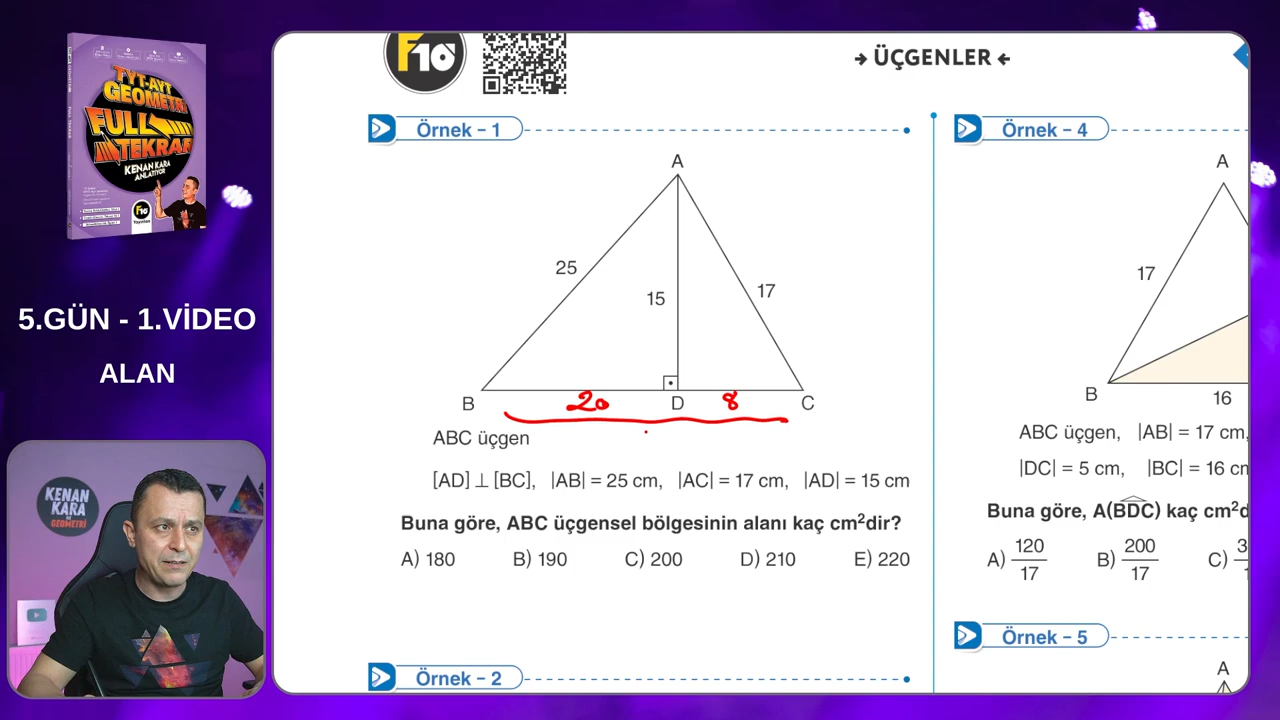 TYT-AYT
GEOMETRİ
FULL
TEKRAR
KENAN KARA
ANLATIYOR
F10
5.GÜN - 1.VİDEO
ALAN
KENAN
KARA
GEOMETRİ
F10
→ ÜÇGENLER ←
Örnek – 1
A
25
15
17
B
20
D
8
C
ABC üçgen
[AD] ⊥ [BC], |AB| = 25 cm, |AC| = 17 cm, |AD| = 15 cm
Buna göre, ABC üçgensel bölgesinin alanı kaç cm²dir?
A) 180 B) 190 C) 200 D) 210 E) 220
Örnek – 2
Örnek – 4
A
17
B
16
ABC üçgen, |AB| = 17 cm,
|DC| = 5 cm, |BC| = 16 cm
Buna göre, A(BDC) kaç cm²d
A) 120/17 B) 200/17 C) 3
Örnek – 5
A